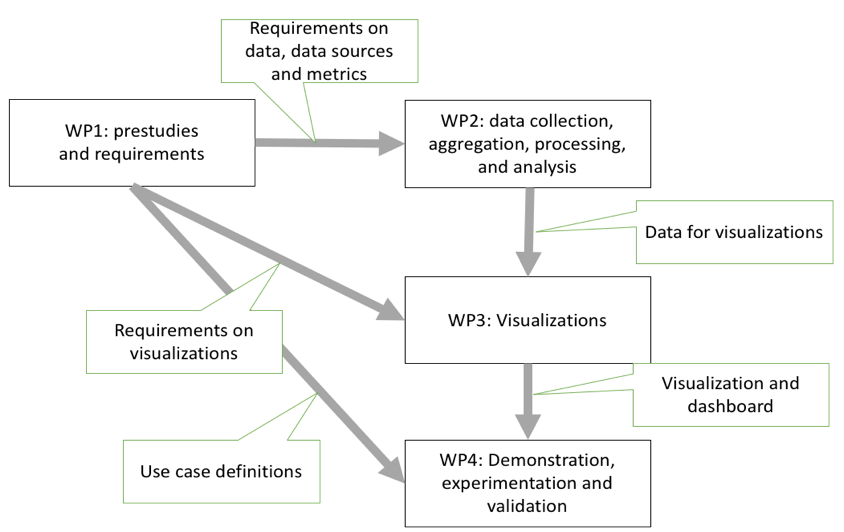 Requirements on
data, data sources
and metrics
WP1: prestudies
and requirements
WP2: data collection,
aggregation, processing,
and analysis
Data for visualizations
WP3: Visualizations
Requirements on
visualizations
Visualization and
dashboard
Use case definitions
WP4: Demonstration,
experimentation and
validation